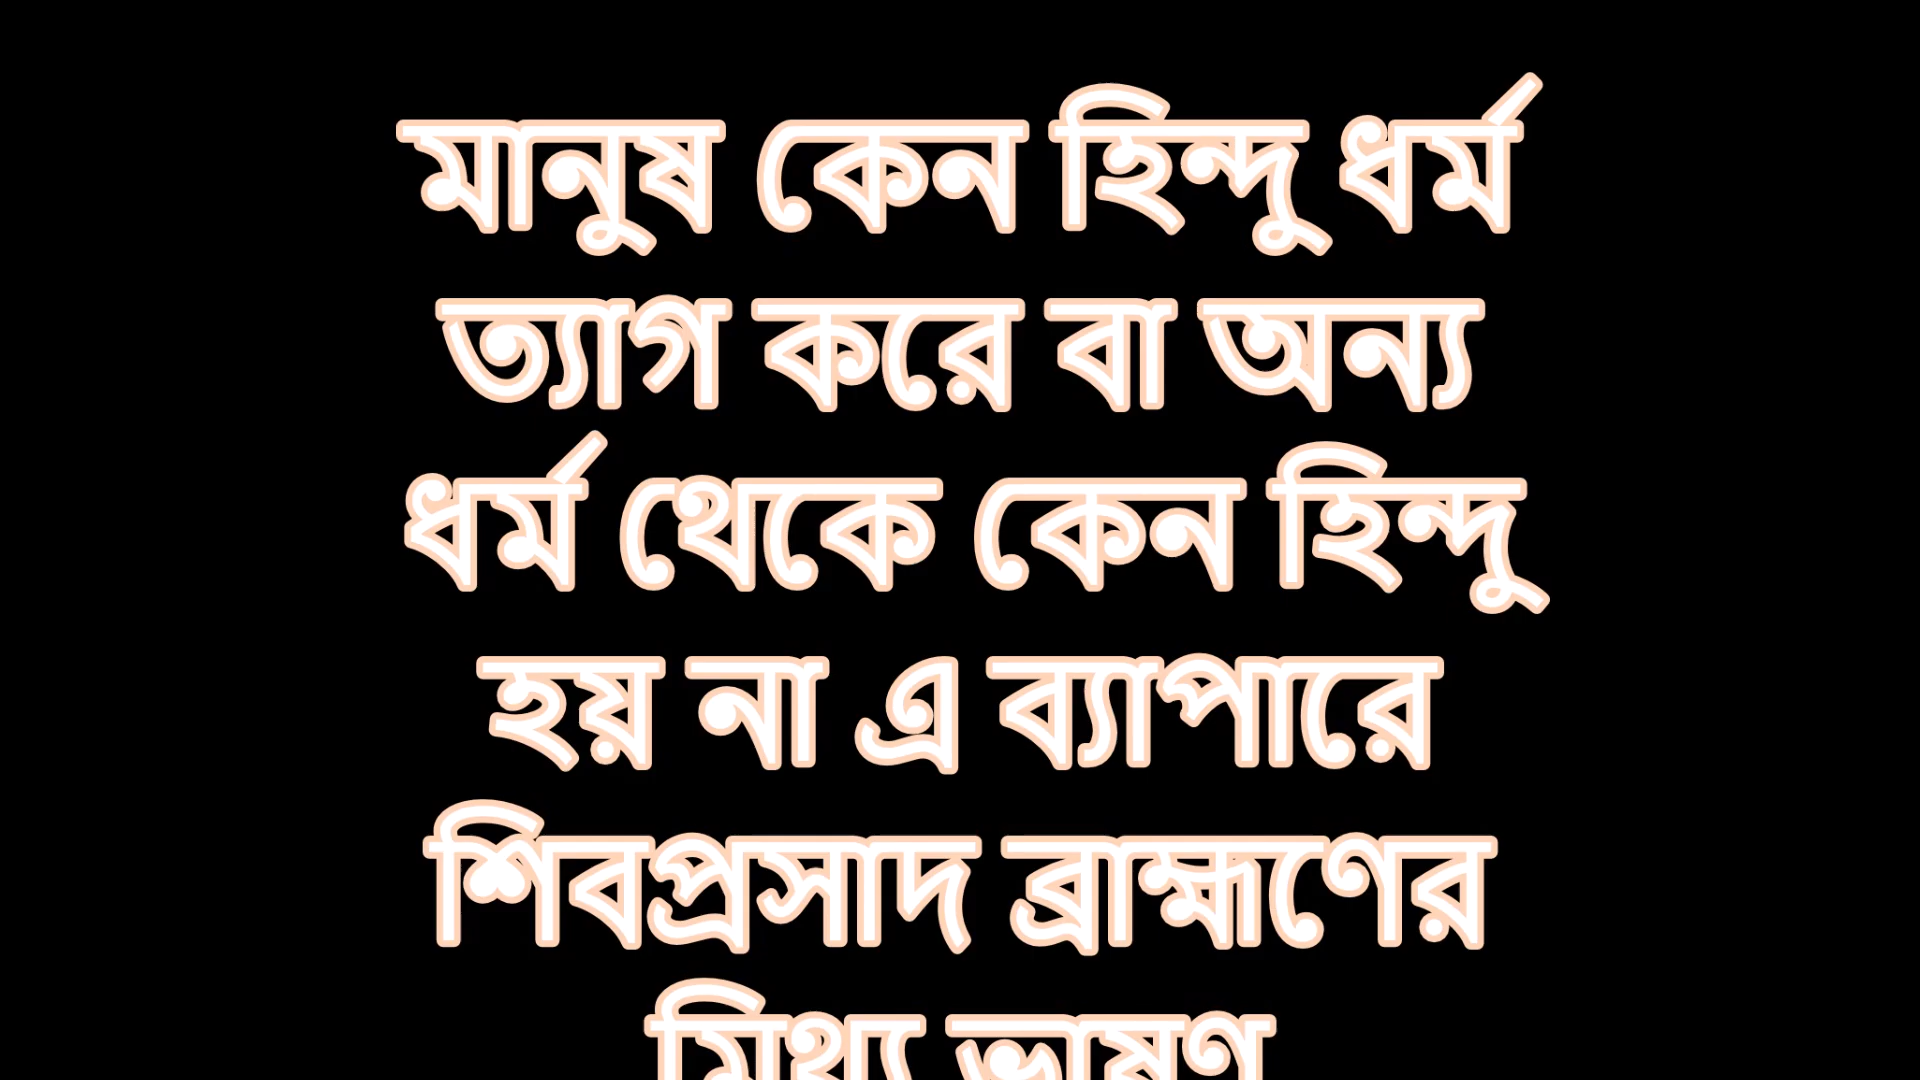 মানুষ কেন হিন্দু ধর্ম
ত্যাগ করে বা অন্য
ধর্ম থেকে কেন হিন্দু
হয় না এ ব্যাপারে
শিবপ্রসাদ ব্রাহ্মণের
মিথ্য ভাষণ